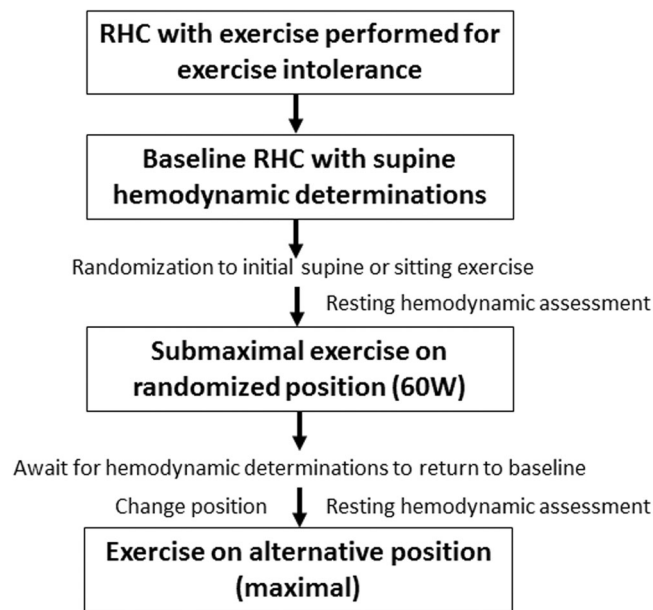 RHC with exercise performed for
exercise intolerance
Baseline RHC with supine
hemodynamic determinations
Randomization to initial supine or sitting exercise
Resting hemodynamic assessment
Submaximal exercise on
randomized position (60W)
Await for hemodynamic determinations to return to baseline
Change position
Resting hemodynamic assessment
Exercise on alternative position
(maximal)